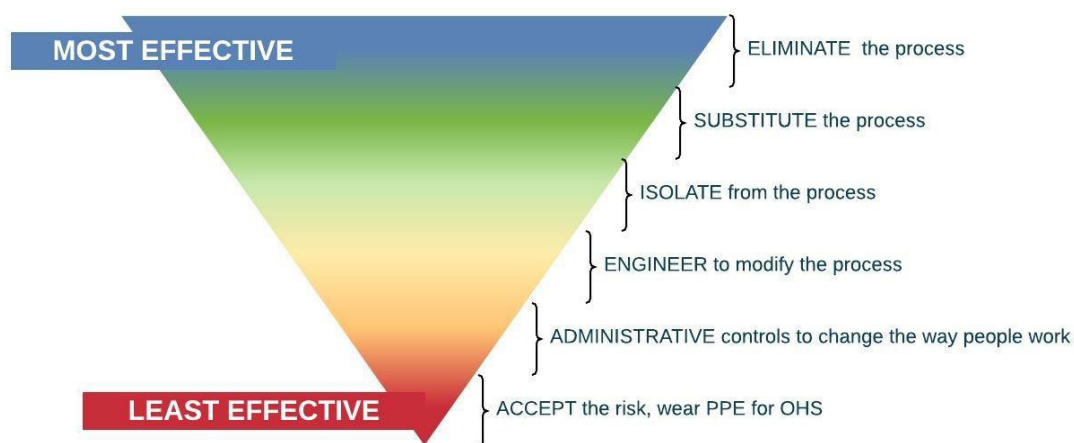 MOST EFFECTIVE
ELIMINATE the process
SUBSTITUTE the process
ISOLATE from the process
ENGINEER to modify the process
ADMINISTRATIVE controls to change the way people work
LEAST EFFECTIVE
ACCEPT the risk, wear PPE for OHS